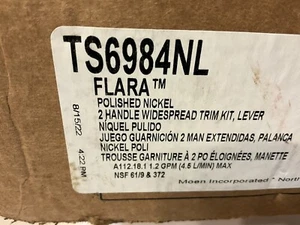 TS6984NL
FLARA™
POLISHED NICKEL
2 HANDLE WIDESPREAD TRIM KIT, LEVER
NÍQUEL PULIDO
JUEGO GUARNICIÓN 2 MAN EXTENDIDAS, PALANCA
NICKEL POLI
TROUSSE GARNITURE À 2 PO ÉLOIGNÉES, MANETTE
A112.18.1 1.2 GPM (4.5 L/MIN) MAX
NSF 61/9 & 372
Moen Incorporated * North
8/15/22 4:22 PM